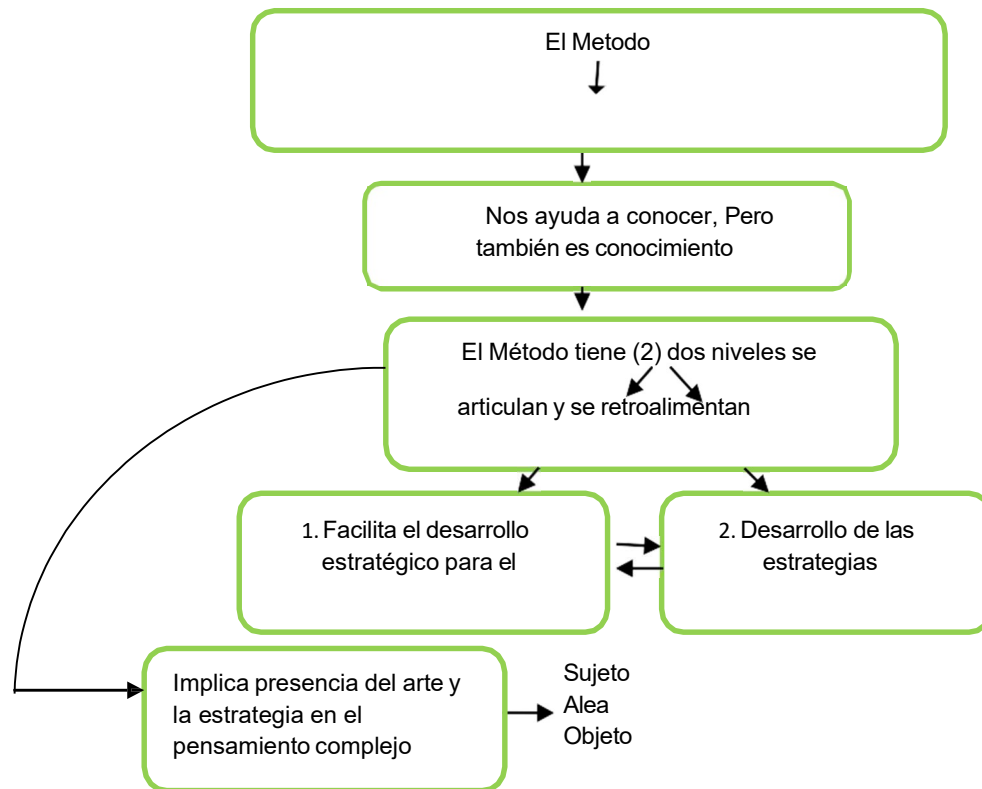 El Metodo
Nos ayuda a conocer, Pero
también es conocimiento
El Método tiene (2) dos niveles se
articulan y se retroalimentan
1. Facilita el desarrollo
estratégico para el
2. Desarrollo de las
estrategias
Implica presencia del arte y
la estrategia en el
pensamiento complejo
Sujeto
Alea
Objeto